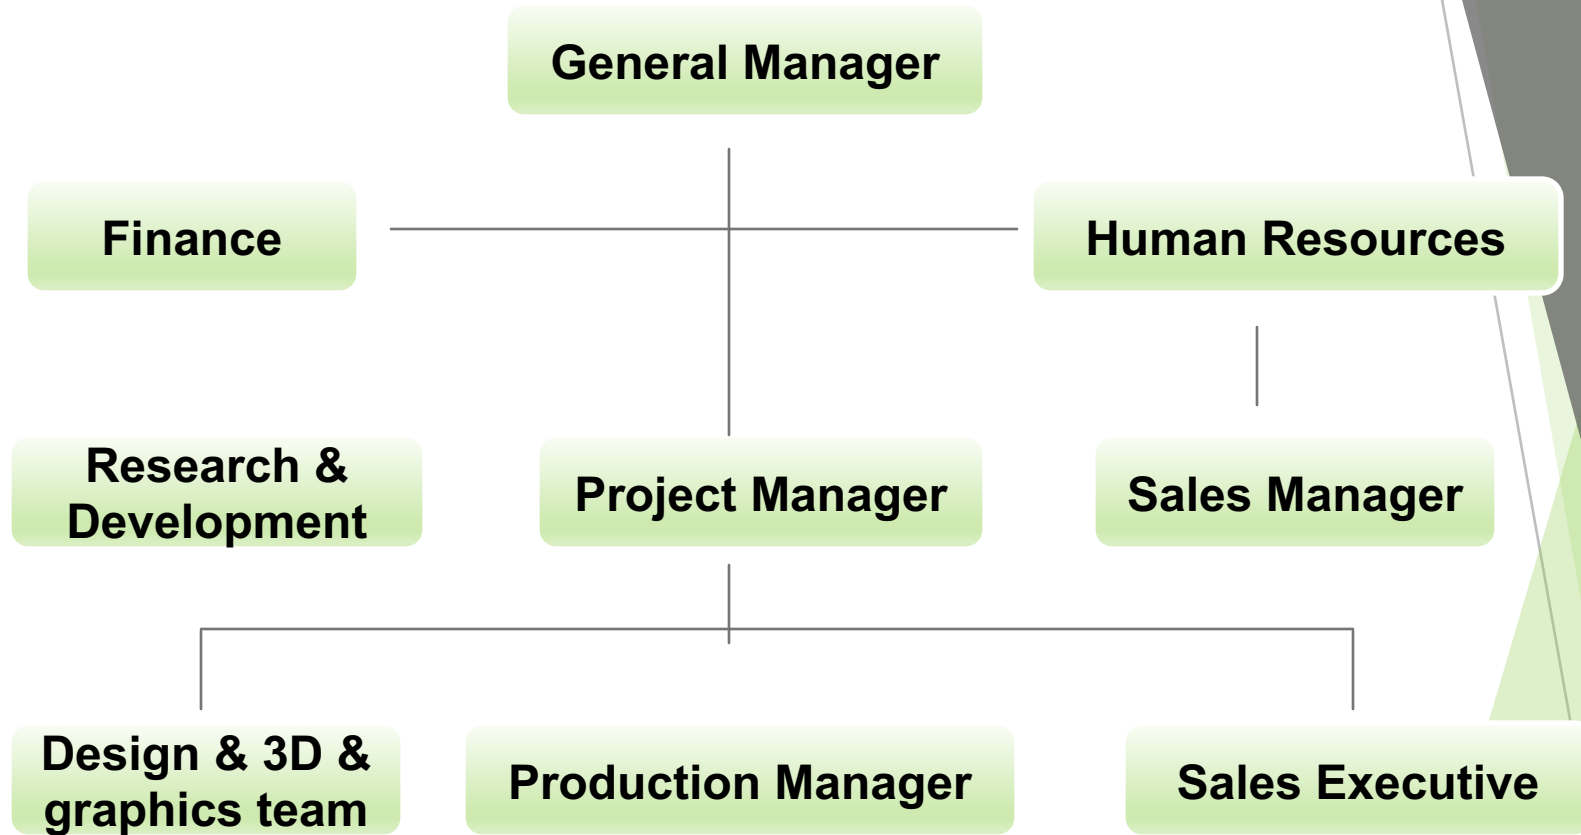 General Manager
Finance
Human Resources
Research &
Development
Project Manager
Sales Manager
Design & 3D &
graphics team
Production Manager
Sales Executive